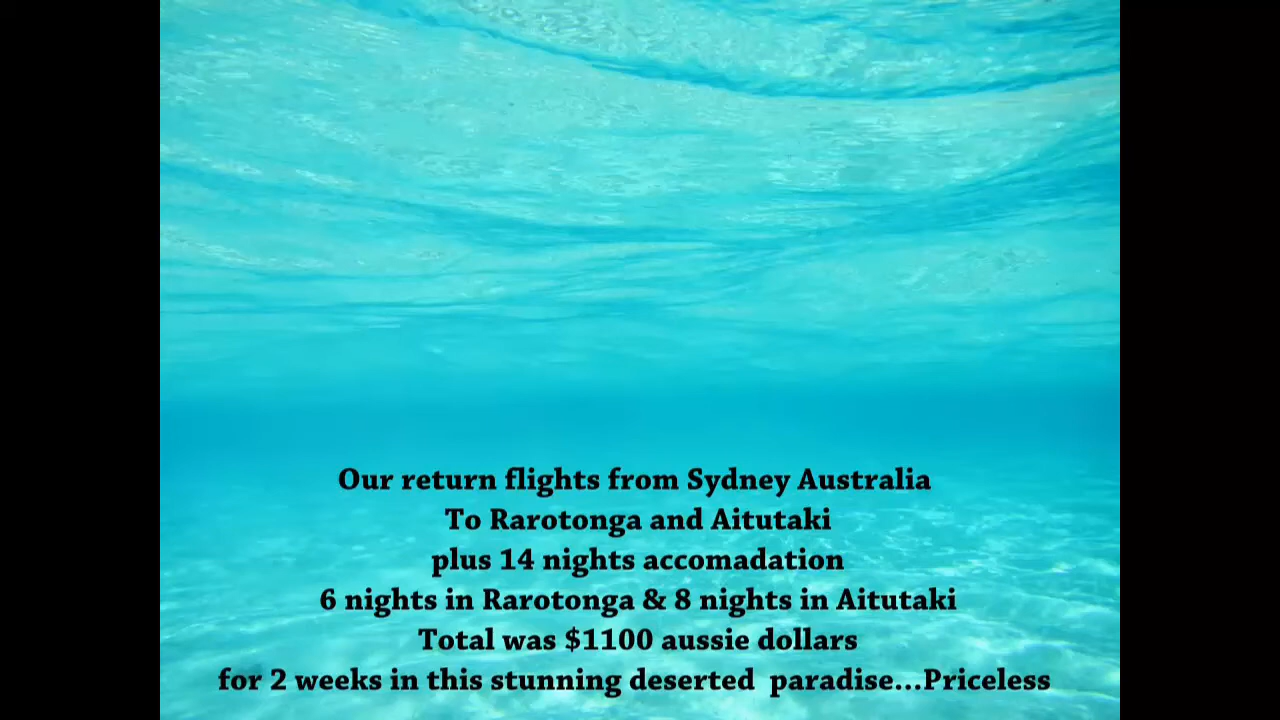 Our return flights from Sydney Australia
To Rarotonga and Aitutaki
plus 14 nights accomadation
6 nights in Rarotonga & 8 nights in Aitutaki
Total was $1100 aussie dollars
for 2 weeks in this stunning deserted  paradise...Priceless